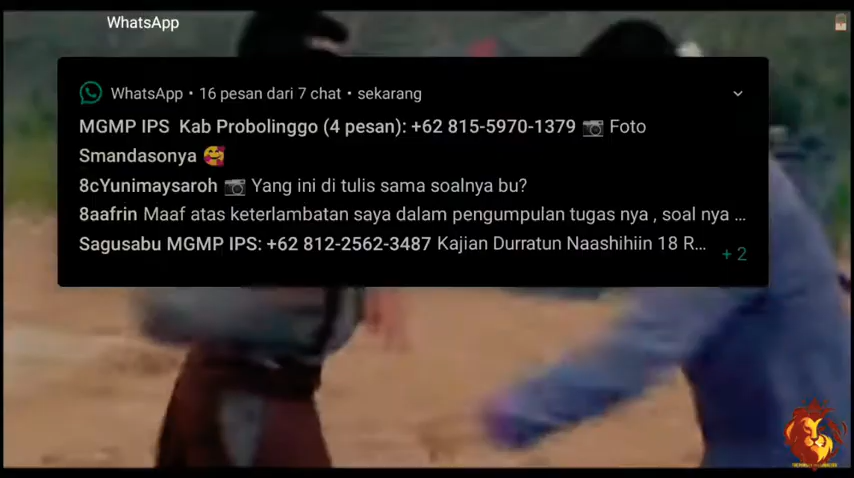 WhatsApp
WhatsApp • 16 pesan dari 7 chat • sekarang
MGMP IPS Kab Probolinggo (4 pesan): +62 815-5970-1379 📷 Foto
Smandasonya 🥰
8cYunimaysaroh 📷 Yang ini di tulis sama soalnya bu?
8aafrin Maaf atas keterlambatan saya dalam pengumpulan tugas nya , soal nya ...
Sagusabu MGMP IPS: +62 812-2562-3487 Kajian Durratun Naashihiin 18 R...
+ 2